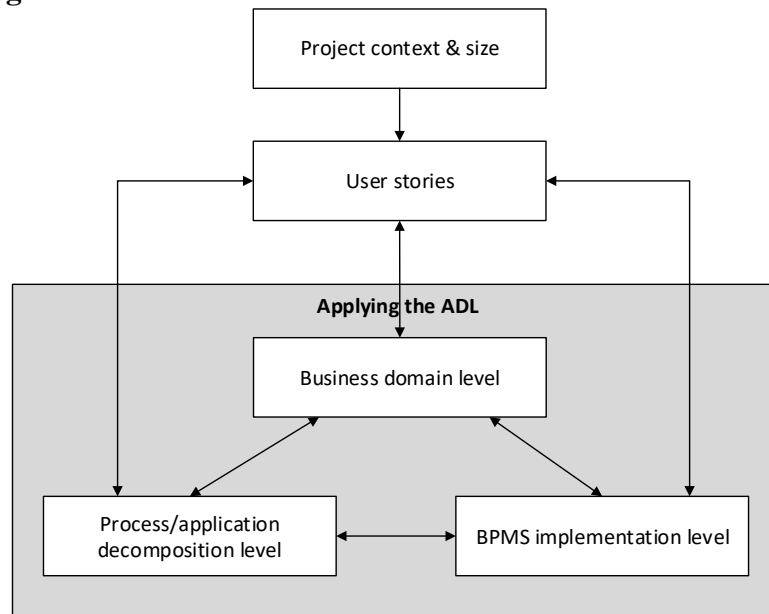 g
Project context & size
User stories
Applying the ADL
Business domain level
Process/application
decomposition level
BPMS implementation level